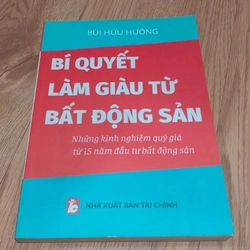 BÙI HỮU HƯỜNG
BÍ QUYẾT
LÀM GIÀU TỪ
BẤT ĐỘNG SẢN
Những kinh nghiệm quý giá
từ 15 năm đầu tư bất động sản
NHÀ XUẤT BẢN TÀI CHÍNH